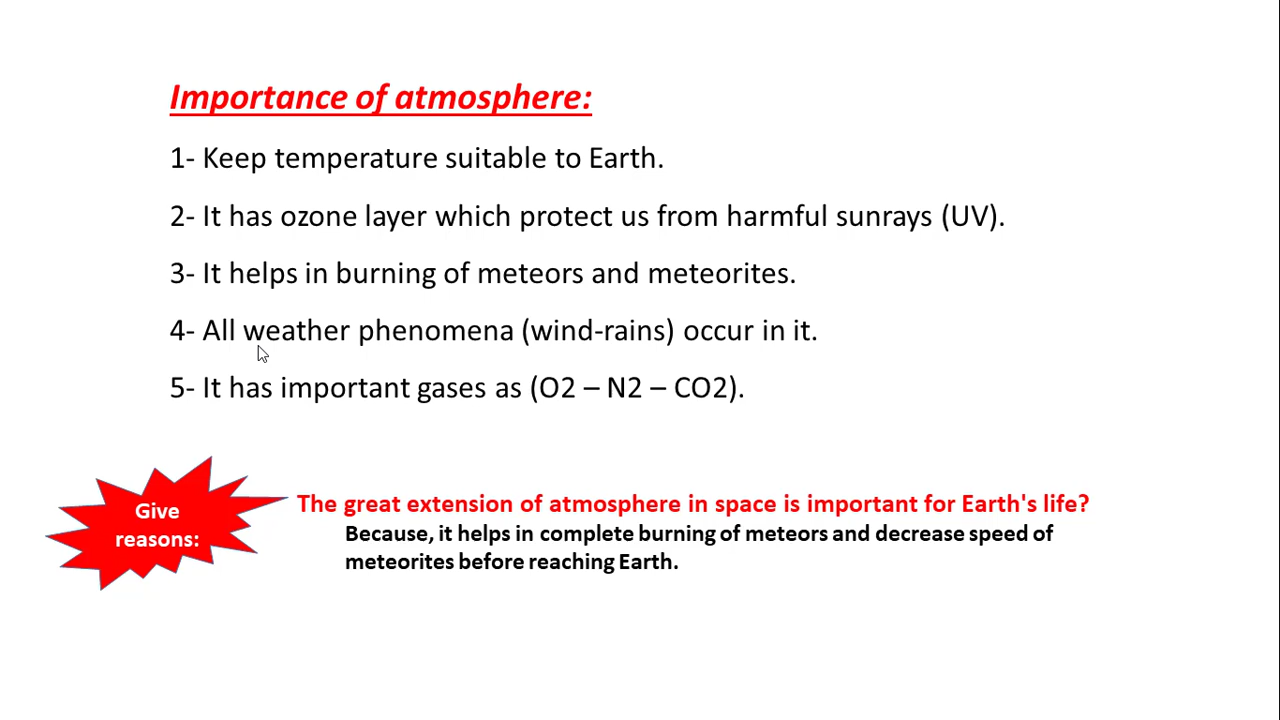 Importance of atmosphere:
1- Keep temperature suitable to Earth.
2- It has ozone layer which protect us from harmful sunrays (UV).
3- It helps in burning of meteors and meteorites.
4- All weather phenomena (wind-rains) occur in it.
5- It has important gases as (O2 – N2 – CO2).
Give
reasons:
The great extension of atmosphere in space is important for Earth's life?
Because, it helps in complete burning of meteors and decrease speed of
meteorites before reaching Earth.